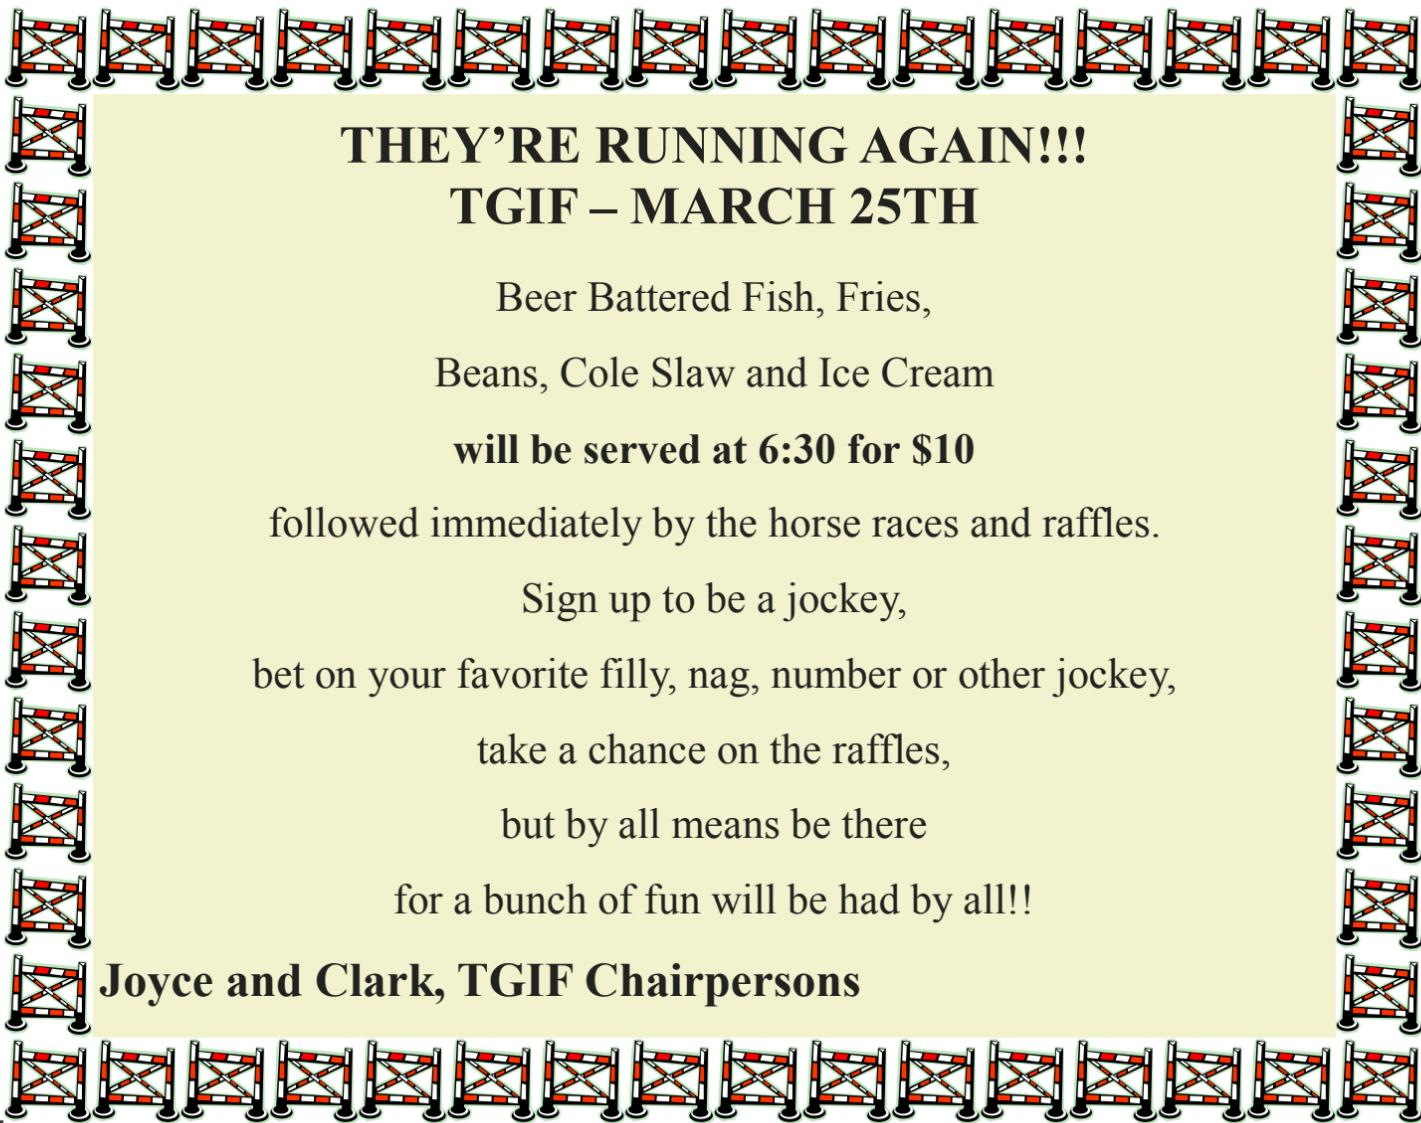 THEY’RE RUNNING AGAIN!!!
TGIF – MARCH 25TH
Beer Battered Fish, Fries,
Beans, Cole Slaw and Ice Cream
will be served at 6:30 for $10
followed immediately by the horse races and raffles.
Sign up to be a jockey,
bet on your favorite filly, nag, number or other jockey,
take a chance on the raffles,
but by all means be there
for a bunch of fun will be had by all!!
Joyce and Clark, TGIF Chairpersons